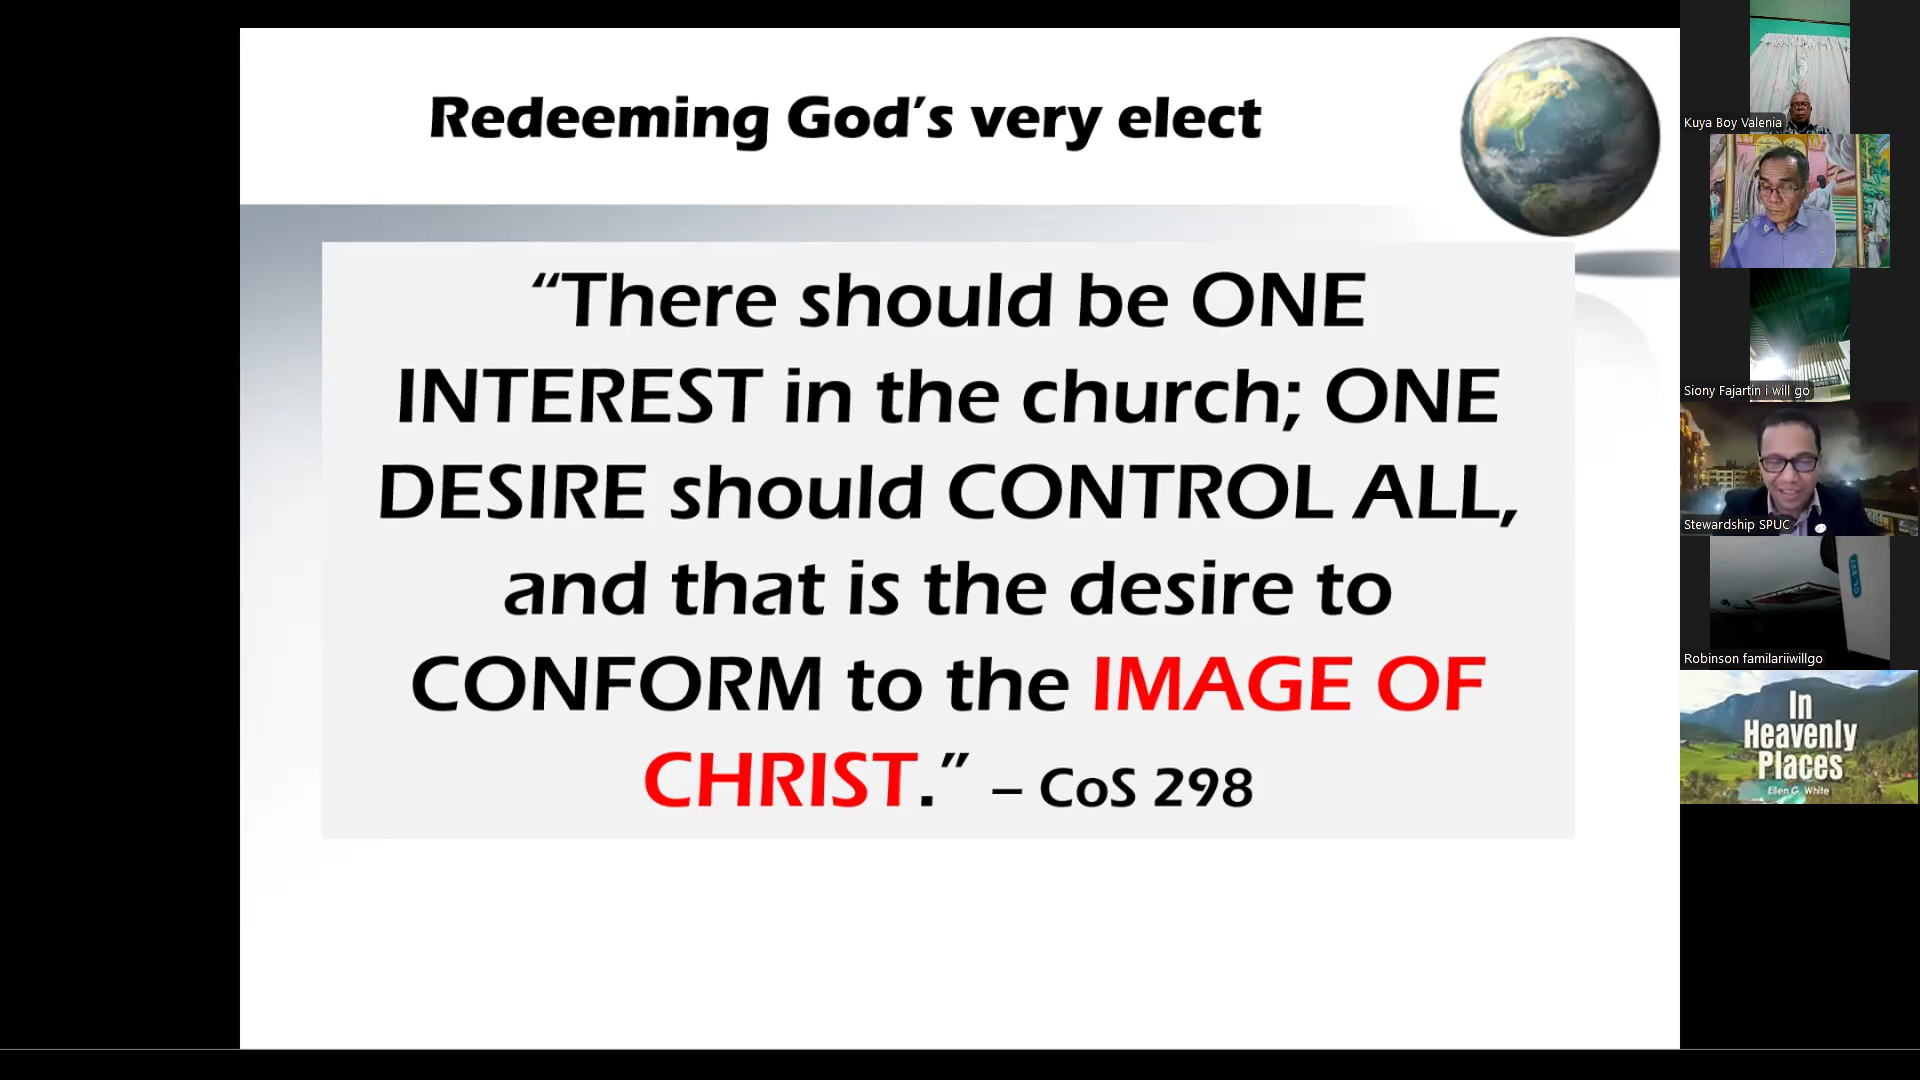 Redeeming God’s very elect
“There should be ONE
INTEREST in the church; ONE
DESIRE should CONTROL ALL,
and that is the desire to
CONFORM to the IMAGE OF
CHRIST.” – CoS 298
Kuya Boy Valenia
Siony Fajartin i will go
Stewardship SPUC
Robinson familariiwillgo
In
Heavenly
Places
Ellen G. White